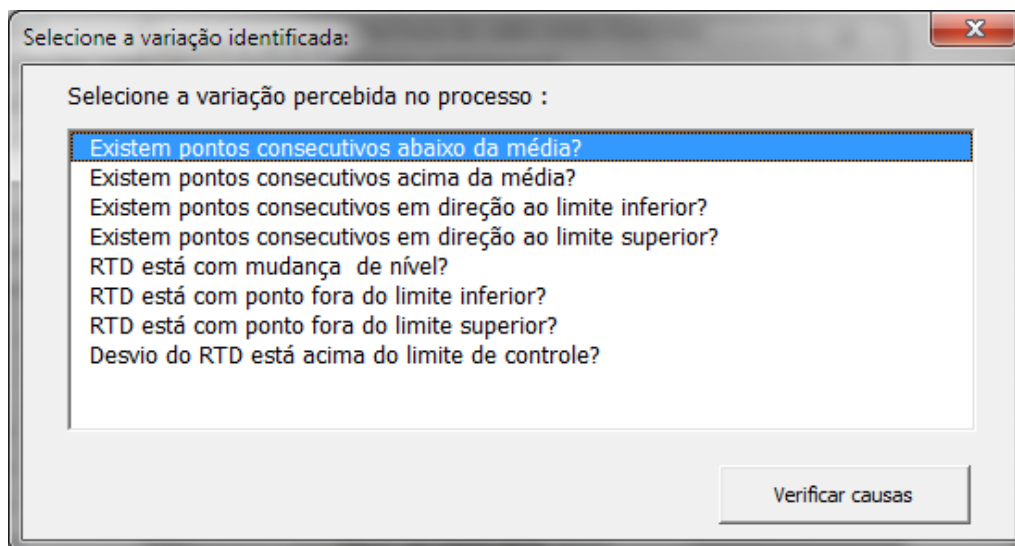 Selecione a variação identificada:
Selecione a variação percebida no processo :
Existem pontos consecutivos abaixo da média?
Existem pontos consecutivos acima da média?
Existem pontos consecutivos em direção ao limite inferior?
Existem pontos consecutivos em direção ao limite superior?
RTD está com mudança  de nível?
RTD está com ponto fora do limite inferior?
RTD está com ponto fora do limite superior?
Desvio do RTD está acima do limite de controle?
Verificar causas